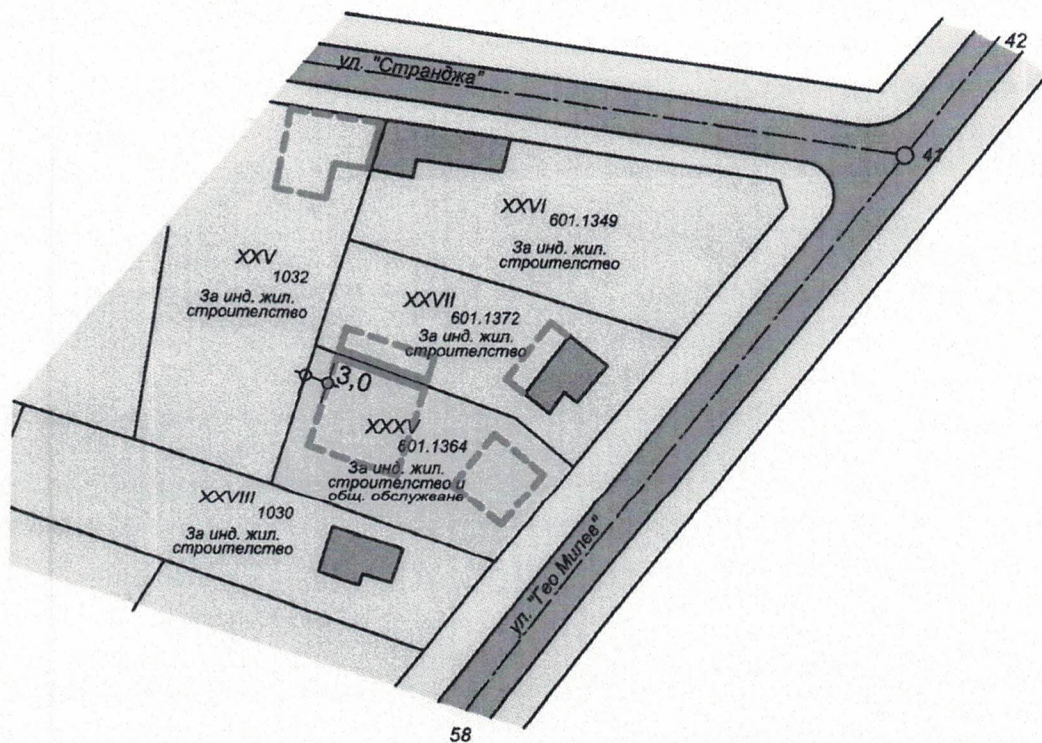 42
ул. "Странджа"
41
XXVI 601.1349
За инд. жил.
строителство
XXV 1032
За инд. жил.
строителство
XXVII 601.1372
За инд. жил.
строителство
3,0
XXXV 601.1364
За инд. жил.
строителство и
общ. обслужване
XXVIII 1030
За инд. жил.
строителство
ул. "Гео Милев"
58